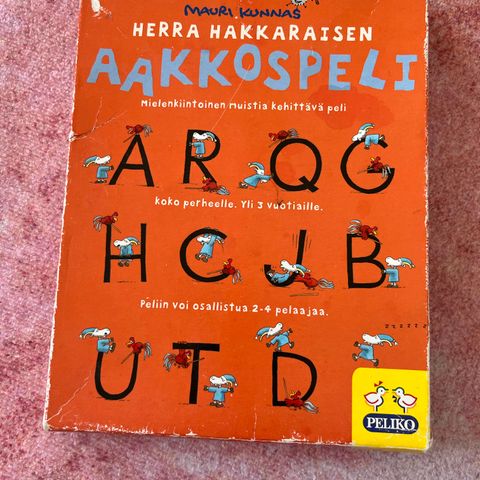 MAURI KUNNAS
HERRA HAKKARAISEN
AAKKOSPELI
Mielenkiintoinen muistia kehittävä peli
A R Q G
koko perheelle. Yli 3 vuotiaille.
H C J B
Peliin voi osallistua 2-4 pelaajaa.
zzzzzzz
U T D
PELIKO